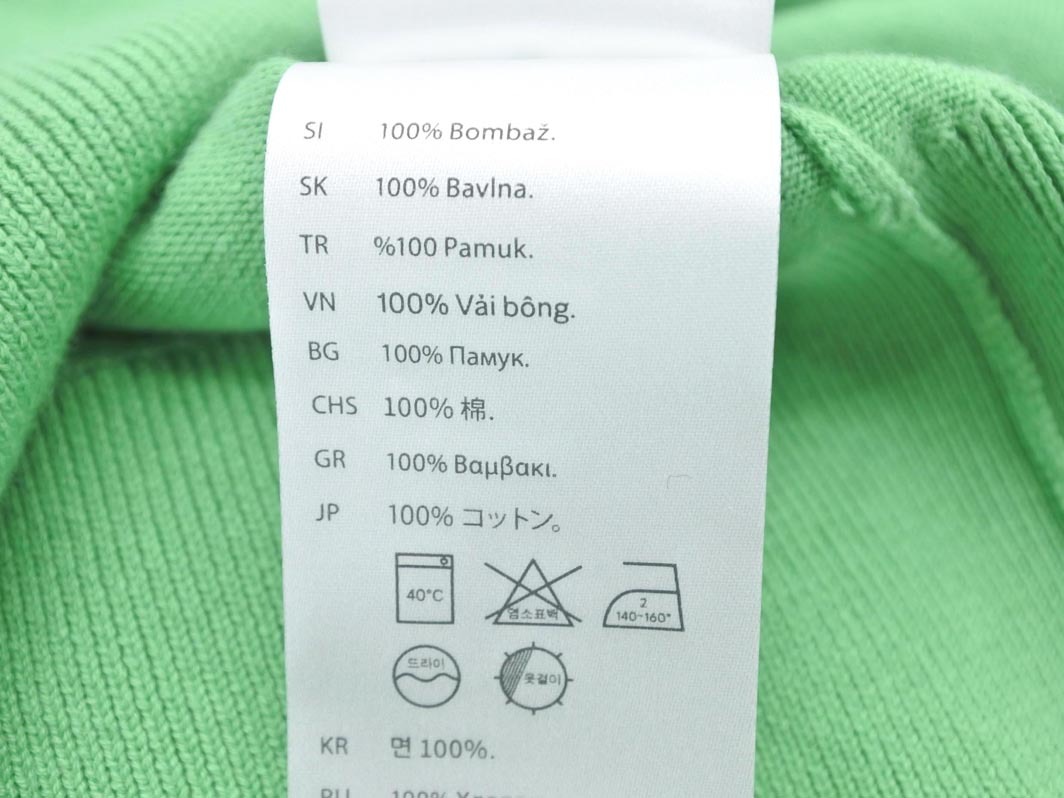 SI 100% Bombaž.
SK 100% Bavlna.
TR %100 Pamuk.
VN 100% Vải bông.
BG 100% Памук.
CHS 100% 棉.
GR 100% Βαμβακι.
JP 100% コットン。
40°C 염소표백 2
140~160°
드라이 옷걸이
KR 면 100%.
RU 100%